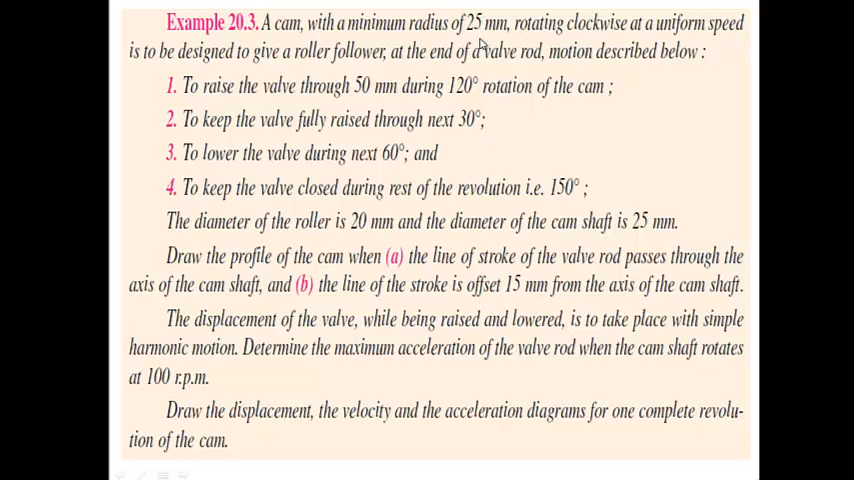 Example 20.3. A cam, with a minimum radius of 25 mm, rotating clockwise at a uniform speed
is to be designed to give a roller follower, at the end of a valve rod, motion described below :
1. To raise the valve through 50 mm during 120° rotation of the cam ;
2. To keep the valve fully raised through next 30°;
3. To lower the valve during next 60°; and
4. To keep the valve closed during rest of the revolution i.e. 150° ;
The diameter of the roller is 20 mm and the diameter of the cam shaft is 25 mm.
Draw the profile of the cam when (a) the line of stroke of the valve rod passes through the
axis of the cam shaft, and (b) the line of the stroke is offset 15 mm from the axis of the cam shaft.
The displacement of the valve, while being raised and lowered, is to take place with simple
harmonic motion. Determine the maximum acceleration of the valve rod when the cam shaft rotates
at 100 r.p.m.
Draw the displacement, the velocity and the acceleration diagrams for one complete revolu-
tion of the cam.